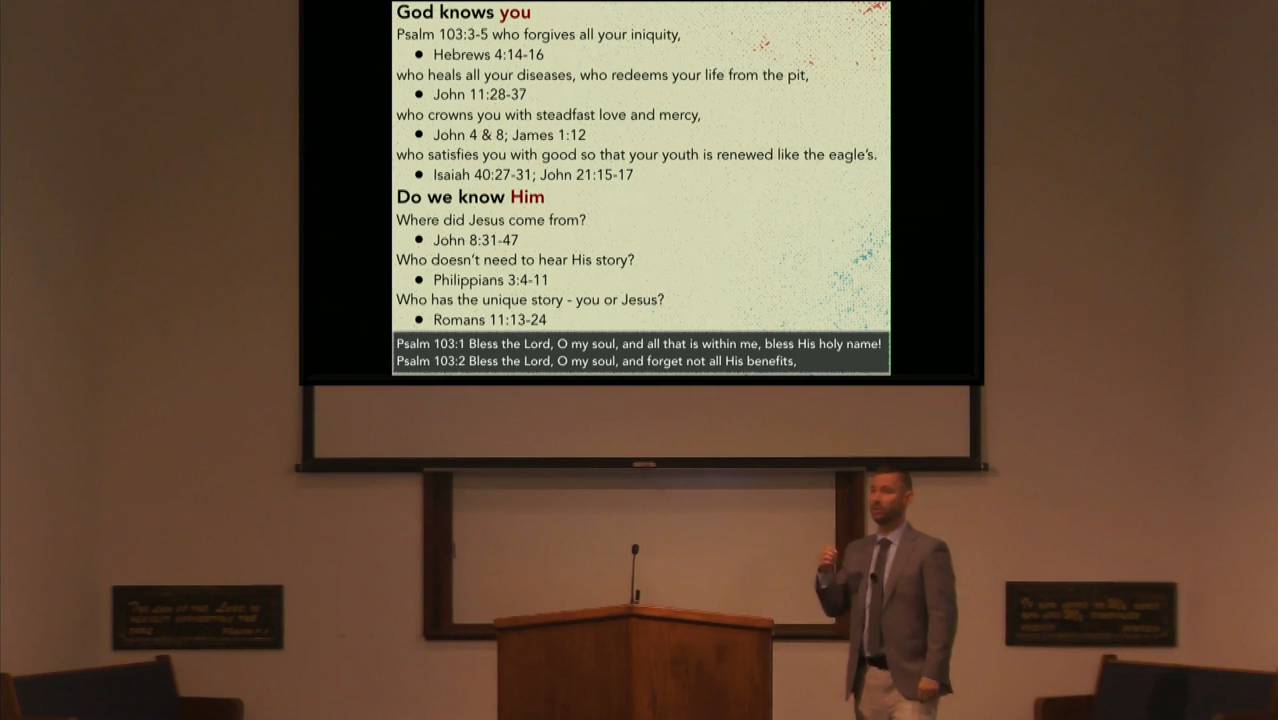 God knows you
Psalm 103:3-5 who forgives all your iniquity,
● Hebrews 4:14-16
who heals all your diseases, who redeems your life from the pit,
● John 11:28-37
who crowns you with steadfast love and mercy,
● John 4 & 8; James 1:12
who satisfies you with good so that your youth is renewed like the eagle's.
● Isaiah 40:27-31; John 21:15-17
Do we know Him
Where did Jesus come from?
● John 8:31-47
Who doesn't need to hear His story?
● Philippians 3:4-11
Who has the unique story - you or Jesus?
● Romans 11:13-24
Psalm 103:1 Bless the Lord, O my soul, and all that is within me, bless His holy name!
Psalm 103:2 Bless the Lord, O my soul, and forget not all His benefits,
The Law of the Lord is